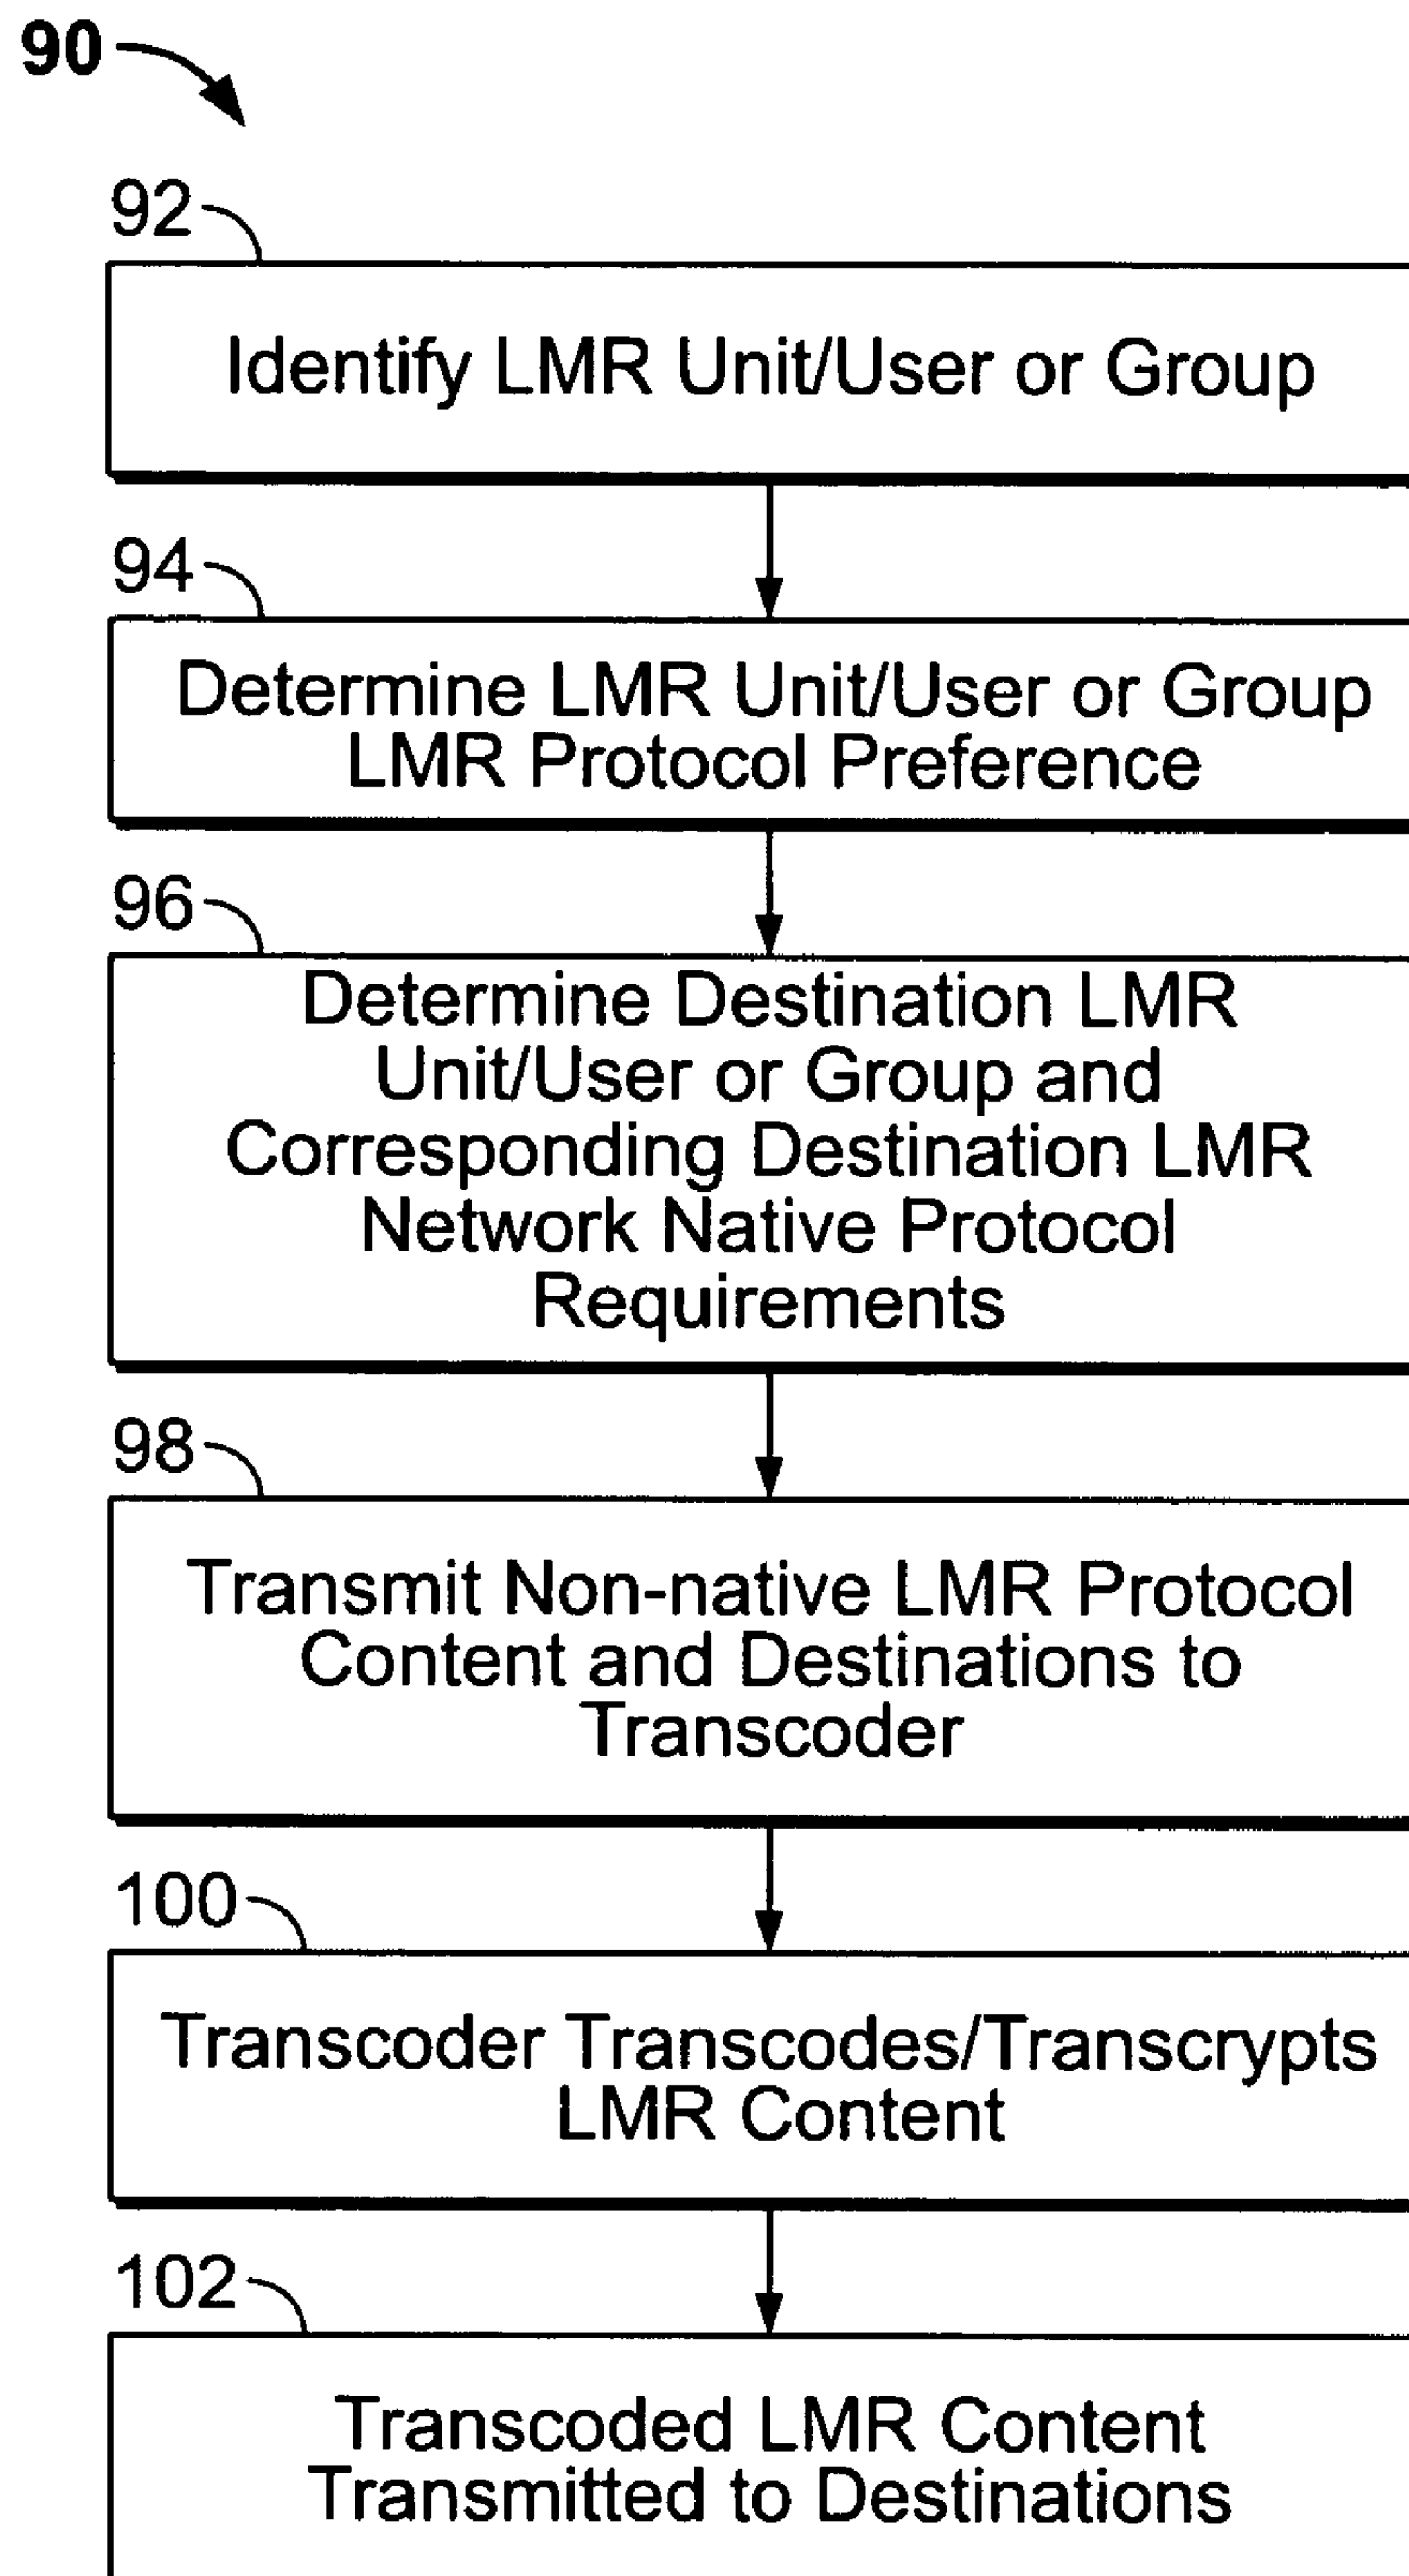 90
92
Identify LMR Unit/User or Group
94
Determine LMR Unit/User or Group
LMR Protocol Preference
96
Determine Destination LMR
Unit/User or Group and
Corresponding Destination LMR
Network Native Protocol
Requirements
98
Transmit Non-native LMR Protocol
Content and Destinations to
Transcoder
100
Transcoder Transcodes/Transcrypts
LMR Content
102
Transcoded LMR Content
Transmitted to Destinations